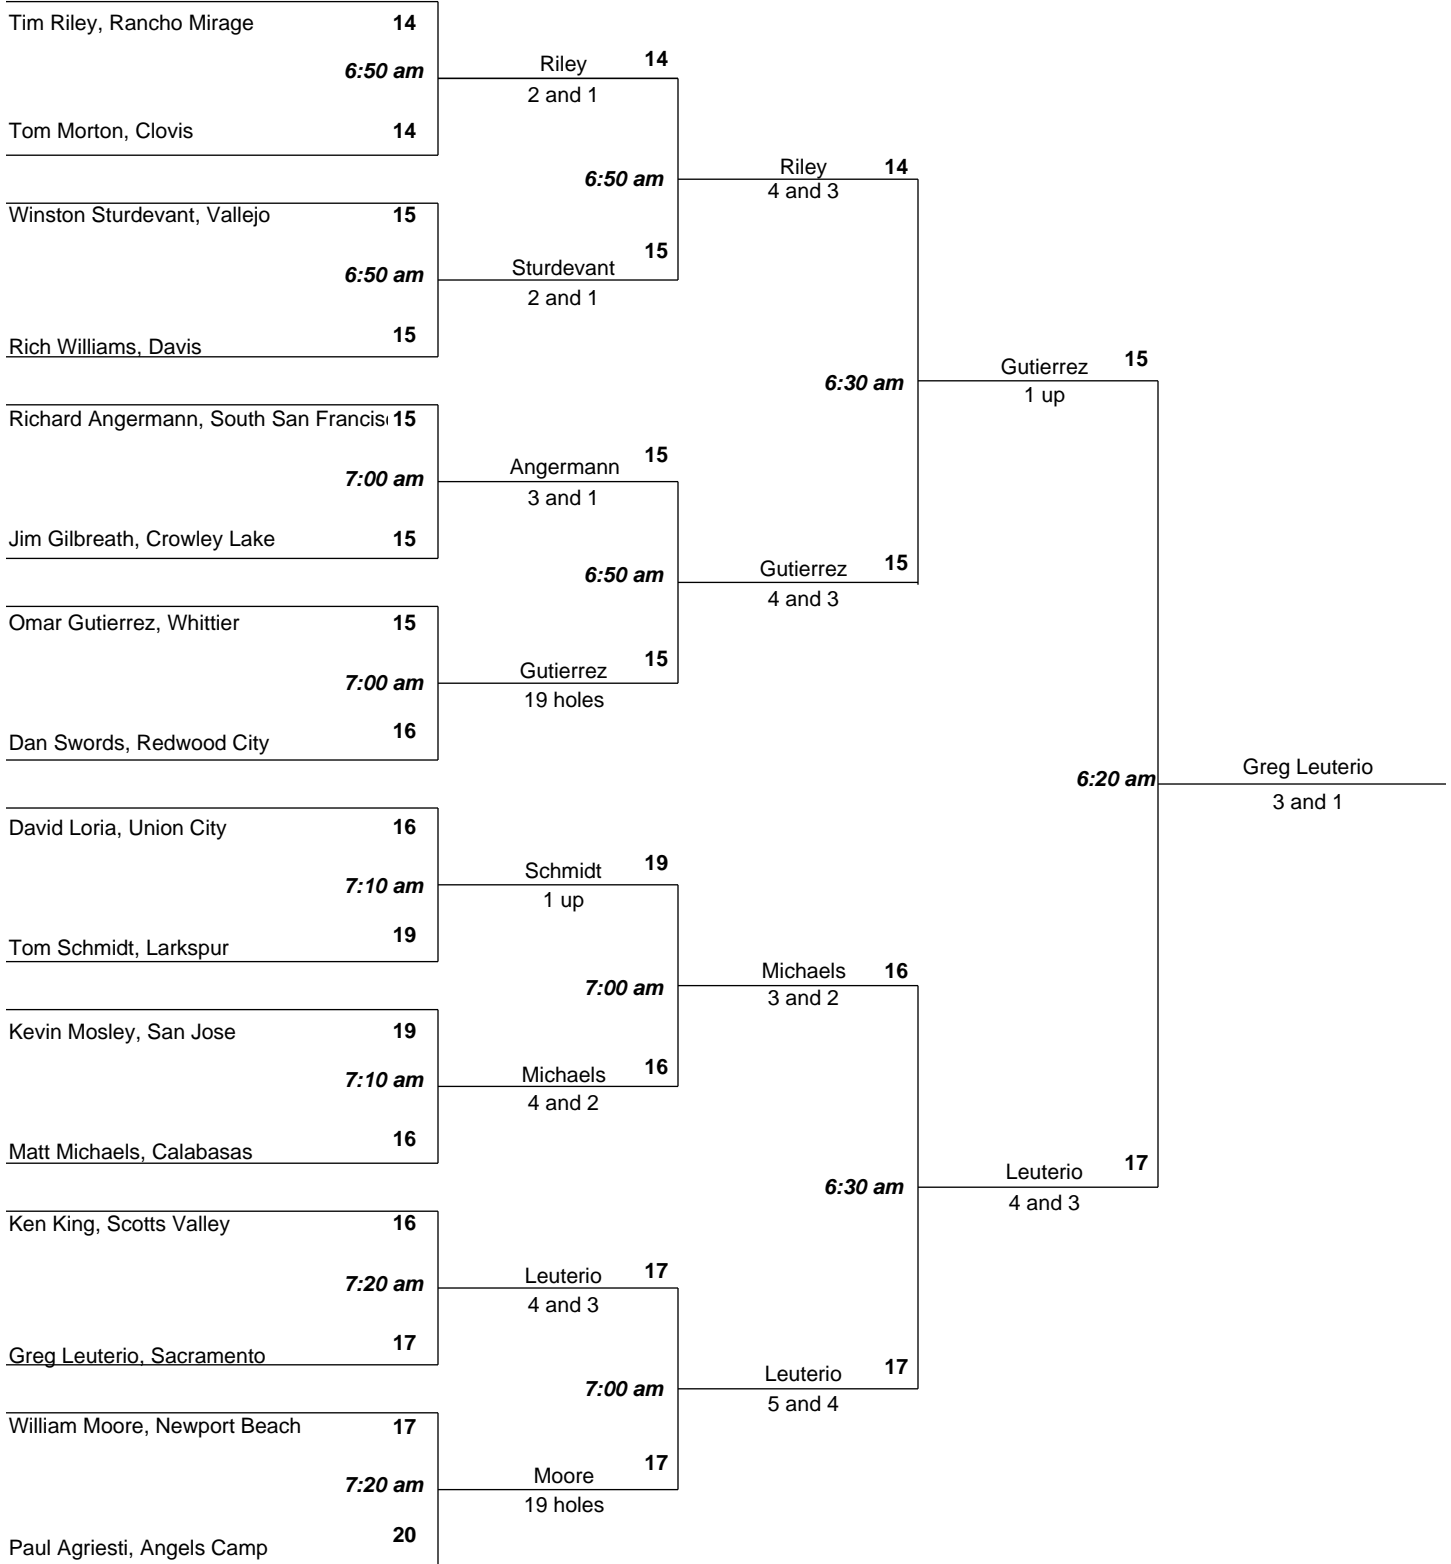 Tim Riley, Rancho Mirage 14
6:50 am
Riley 14
2 and 1
Tom Morton, Clovis 14
6:50 am
Riley 14
4 and 3
Winston Sturdevant, Vallejo 15
6:50 am
Sturdevant 15
2 and 1
Rich Williams, Davis 15
6:30 am
Gutierrez 15
1 up
Richard Angermann, South San Francis 15
7:00 am
Angermann 15
3 and 1
Jim Gilbreath, Crowley Lake 15
6:50 am
Gutierrez 15
4 and 3
Omar Gutierrez, Whittier 15
7:00 am
Gutierrez 15
19 holes
Dan Swords, Redwood City 16
6:20 am
Greg Leuterio
3 and 1
David Loria, Union City 16
7:10 am
Schmidt 19
1 up
Tom Schmidt, Larkspur 19
7:00 am
Michaels 16
3 and 2
Kevin Mosley, San Jose 19
7:10 am
Michaels 16
4 and 2
Matt Michaels, Calabasas 16
6:30 am
Leuterio 17
4 and 3
Ken King, Scotts Valley 16
7:20 am
Leuterio 17
4 and 3
Greg Leuterio, Sacramento 17
7:00 am
Leuterio 17
5 and 4
William Moore, Newport Beach 17
7:20 am
Moore 17
19 holes
Paul Agriesti, Angels Camp 20